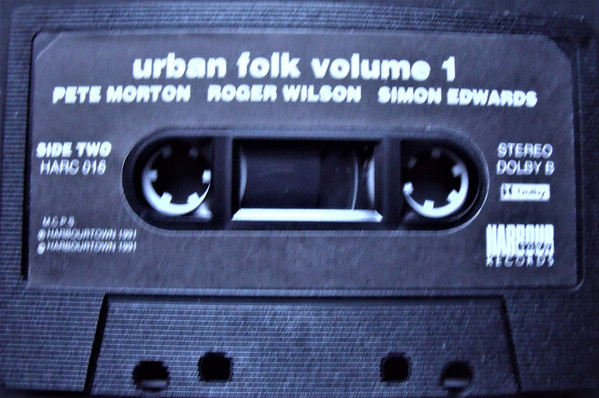 urban folk volume 1
PETE MORTON ROGER WILSON SIMON EDWARDS
SIDE TWO
HARC 016
STEREO
DOLBY B
M.C.P.S
℗ HARBOURTOWN 1991
© HARBOURTOWN 1991
HARBOUR
TOWN
RECORDS